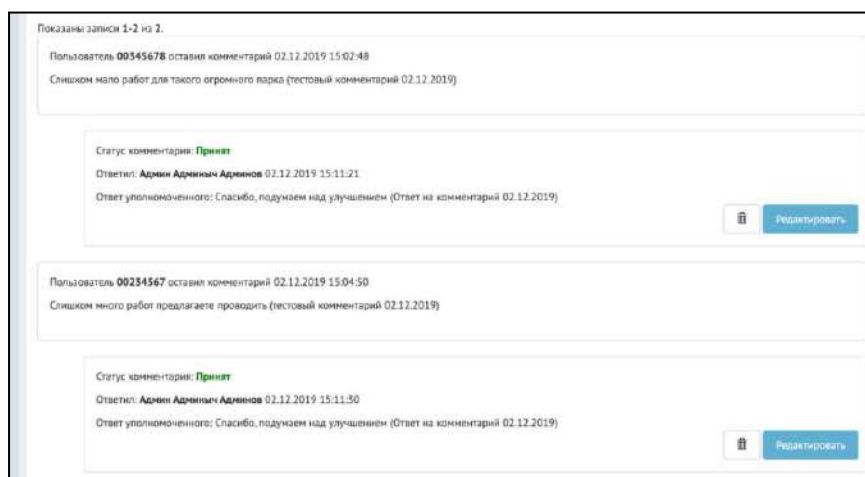 Показаны записи 1-2 из 2.
Пользователь 00345678 оставил комментарий 02.12.2019 15:02:48
Слишком мало работ для такого огромного парка (тестовый комментарий 02.12.2019)
Статус комментария: Принят
Ответил: Админ Админыч Админов 02.12.2019 15:11:21
Ответ уполномоченного: Спасибо, подумаем над улучшением (Ответ на комментарий 02.12.2019)
Редактировать
Пользователь 00234567 оставил комментарий 02.12.2019 15:04:50
Слишком много работ предлагаете проводить (тестовый комментарий 02.12.2019)
Статус комментария: Принят
Ответил: Админ Админыч Админов 02.12.2019 15:11:30
Ответ уполномоченного: Спасибо, подумаем над улучшением (Ответ на комментарий 02.12.2019)
Редактировать